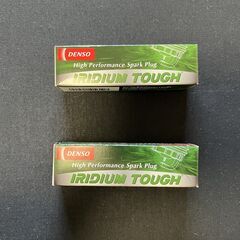 DENSO
High Performance Spark Plug
IRIDIUM TOUGH
DENSO
High Performance Spark Plug
IRIDIUM TOUGH